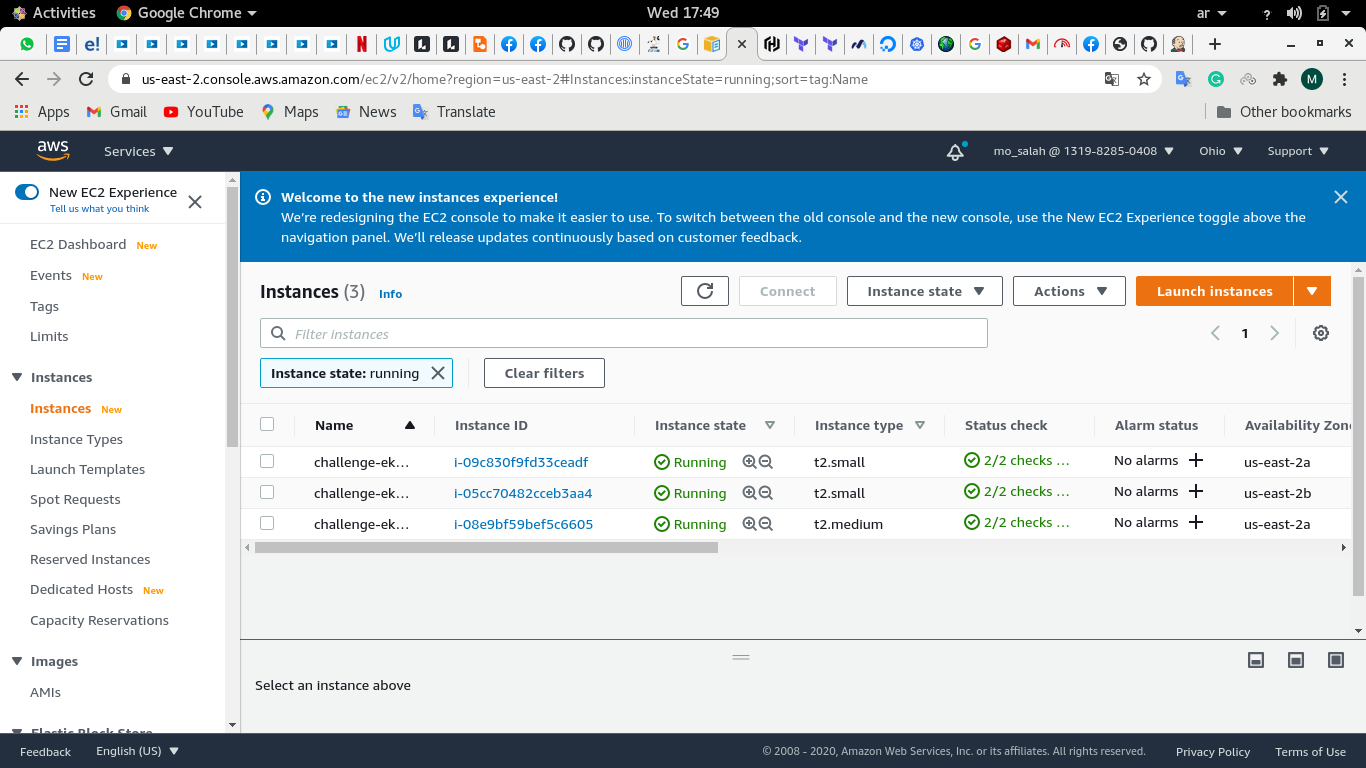 Activities Google Chrome Wed 17:49 ar ?
us-east-2.console.aws.amazon.com/ec2/v2/home?region=us-east-2#Instances:instanceState=running;sort=tag:Name M
Apps Gmail YouTube Maps News Translate Other bookmarks
aws Services mo_salah @ 1319-8285-0408 Ohio Support
New EC2 Experience
Tell us what you think
EC2 Dashboard New
Events New
Tags
Limits
Instances
Instances New
Instance Types
Launch Templates
Spot Requests
Savings Plans
Reserved Instances
Dedicated Hosts New
Capacity Reservations
Images
AMIs
Elastic Block Store
Welcome to the new instances experience!
We're redesigning the EC2 console to make it easier to use. To switch between the old console and the new console, use the New EC2 Experience toggle above the
navigation panel. We'll release updates continuously based on customer feedback.
Instances (3) Info Connect Instance state Actions Launch instances
Filter instances 1
Instance state: running Clear filters
Name Instance ID Instance state Instance type Status check Alarm status Availability Zone
challenge-ek… i-09c830f9fd33ceadf Running t2.small 2/2 checks … No alarms us-east-2a
challenge-ek… i-05cc70482cceb3aa4 Running t2.small 2/2 checks … No alarms us-east-2b
challenge-ek… i-08e9bf59bef5c6605 Running t2.medium 2/2 checks … No alarms us-east-2a
Select an instance above
Feedback English (US) © 2008 - 2020, Amazon Web Services, Inc. or its affiliates. All rights reserved. Privacy Policy Terms of Use